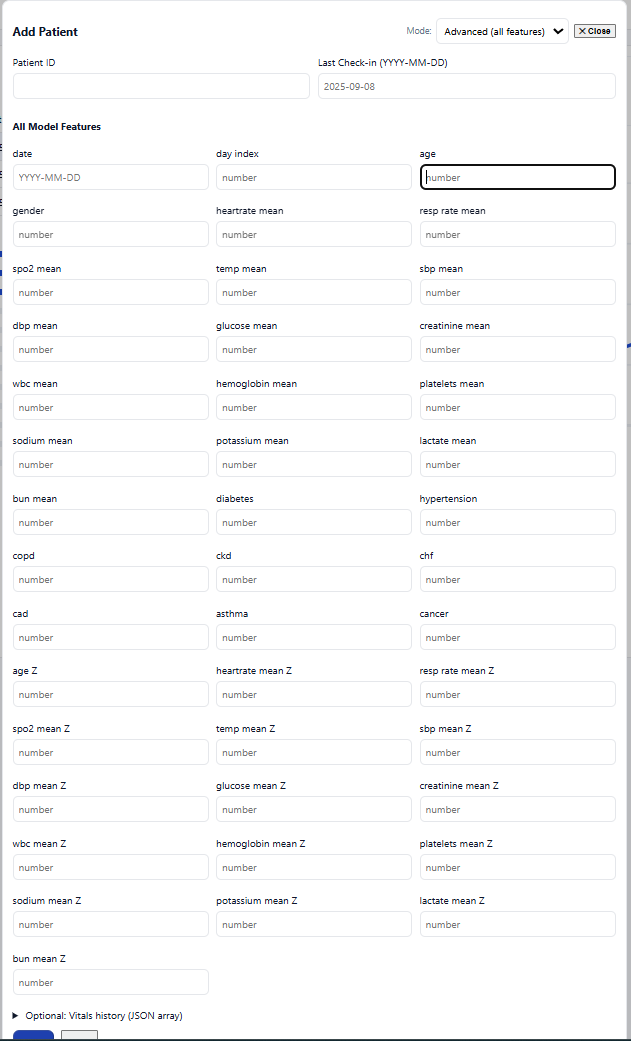 Add Patient Mode: Advanced (all features) ✕ Close
Patient ID Last Check-in (YYYY-MM-DD)
2025-09-08
All Model Features
date day index age
YYYY-MM-DD number number
gender heartrate mean resp rate mean
number number number
spo2 mean temp mean sbp mean
number number number
dbp mean glucose mean creatinine mean
number number number
wbc mean hemoglobin mean platelets mean
number number number
sodium mean potassium mean lactate mean
number number number
bun mean diabetes hypertension
number number number
copd ckd chf
number number number
cad asthma cancer
number number number
age Z heartrate mean Z resp rate mean Z
number number number
spo2 mean Z temp mean Z sbp mean Z
number number number
dbp mean Z glucose mean Z creatinine mean Z
number number number
wbc mean Z hemoglobin mean Z platelets mean Z
number number number
sodium mean Z potassium mean Z lactate mean Z
number number number
bun mean Z
number
▶ Optional: Vitals history (JSON array)